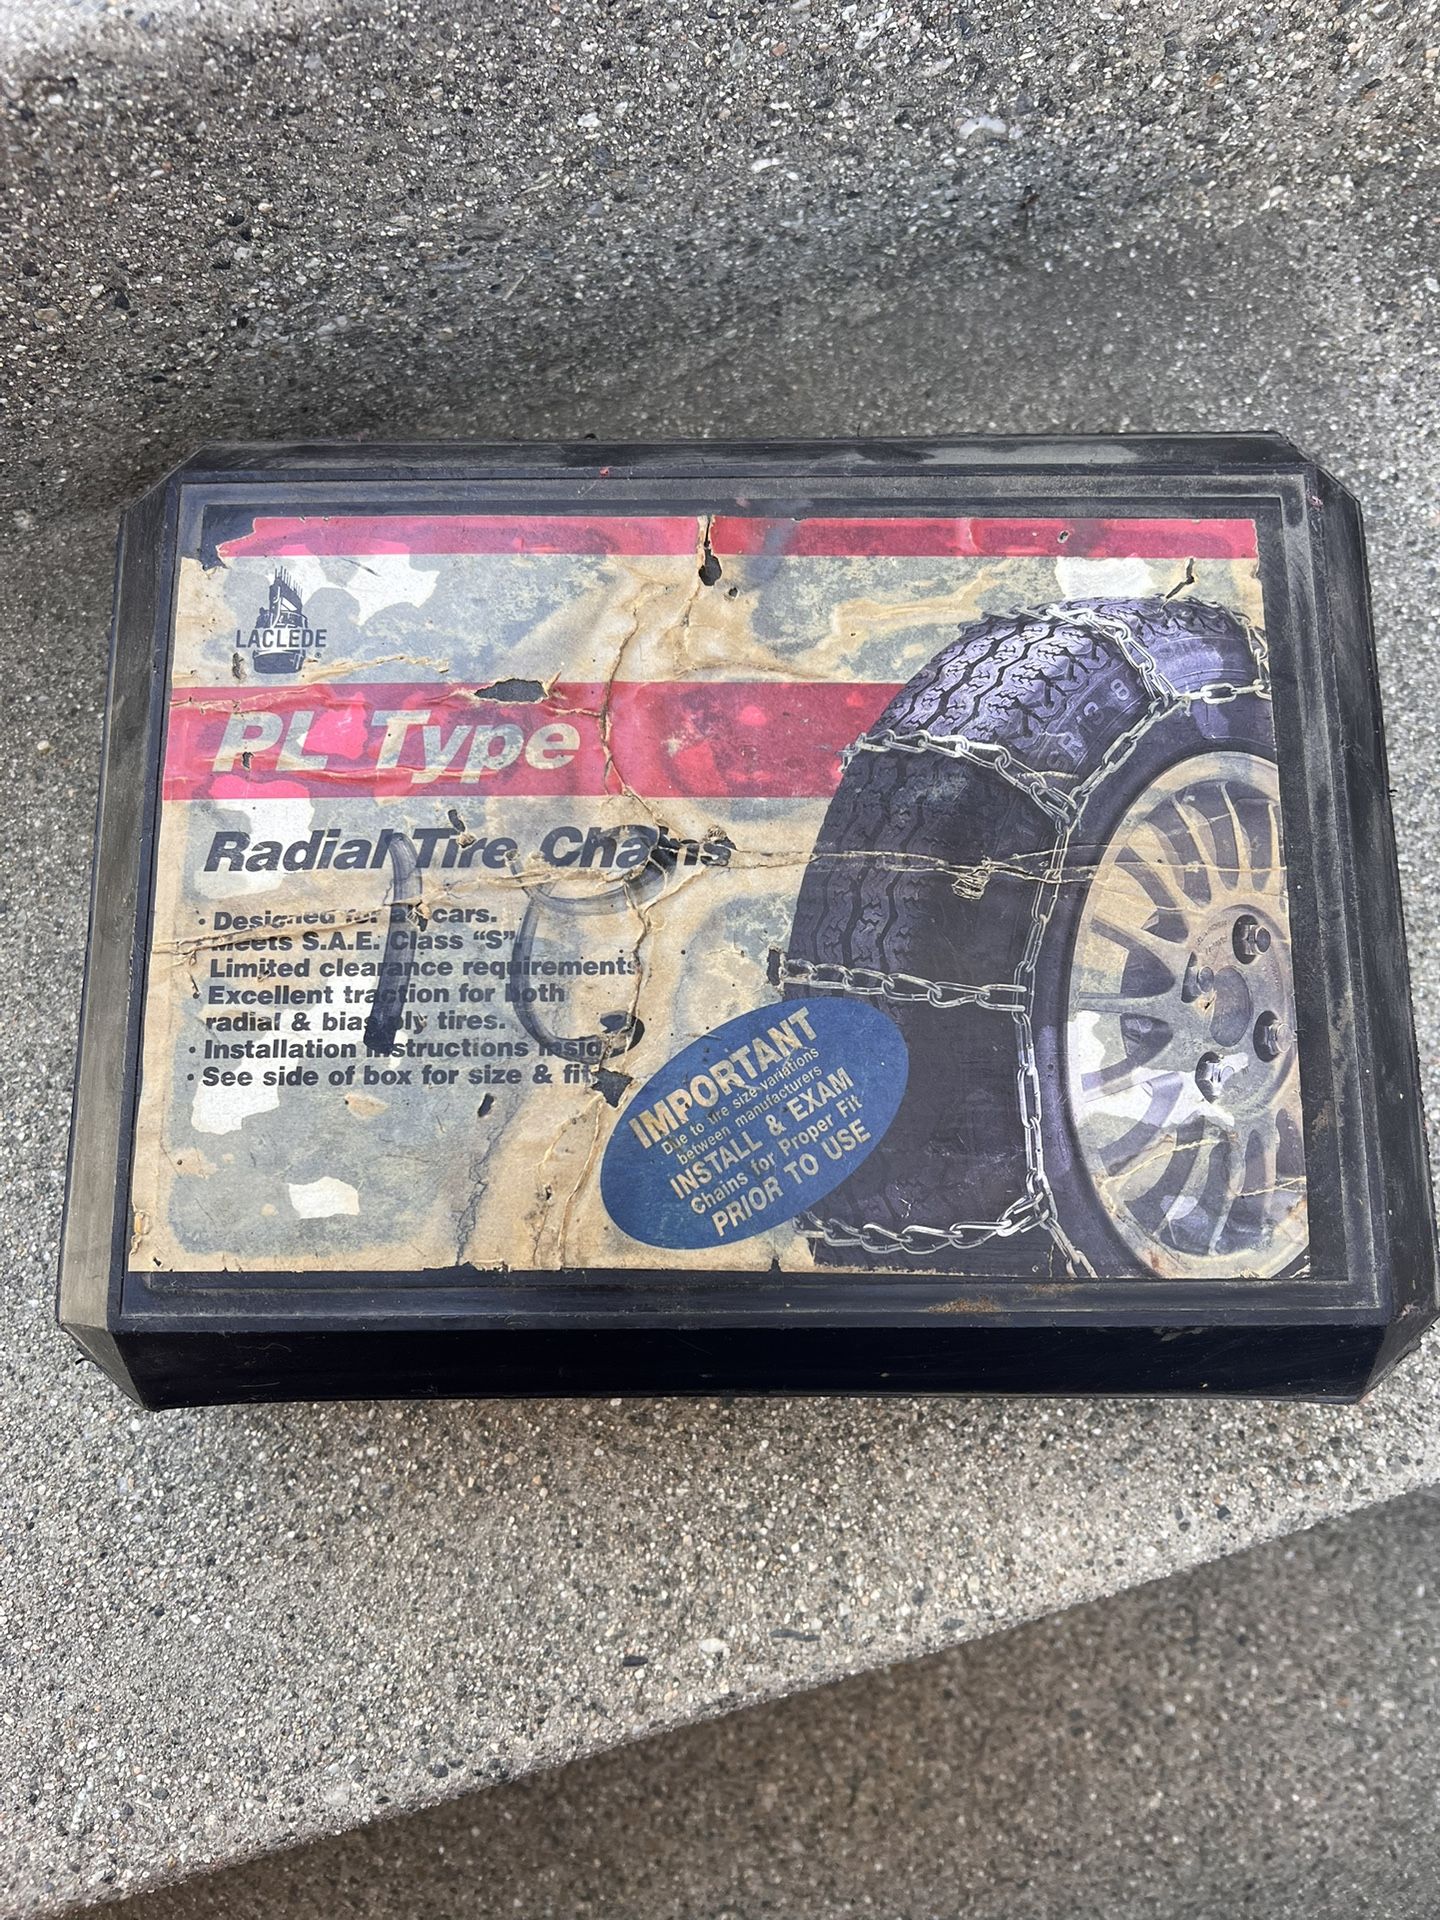 LACLEDE
PL Type
Radial Tire Chains
• Designed for all cars.
Meets S.A.E. Class "S"
Limited clearance requirements
• Excellent traction for both
radial & bias ply tires.
• Installation instructions inside
• See side of box for size & fit
IMPORTANT
Due to tire size variations
between manufacturers
INSTALL & EXAM
Chains for Proper Fit
PRIOR TO USE